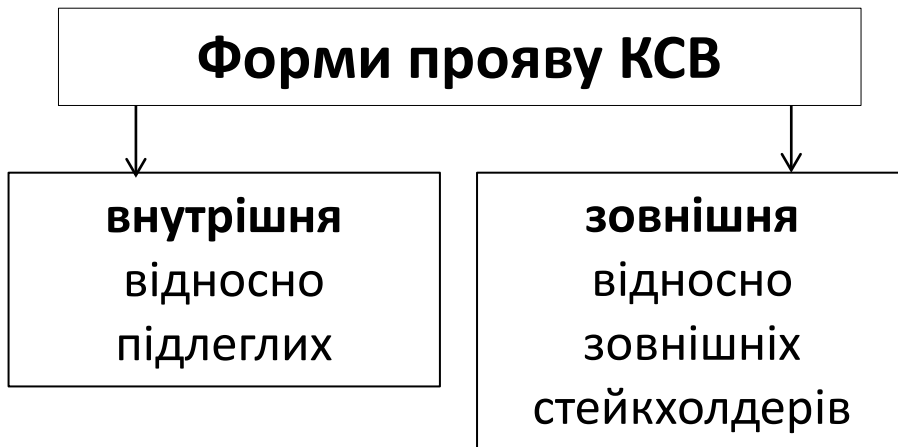 Форми прояву КСВ
внутрішня
відносно
підлеглих
зовнішня
відносно
зовнішніх
стейкхолдерів